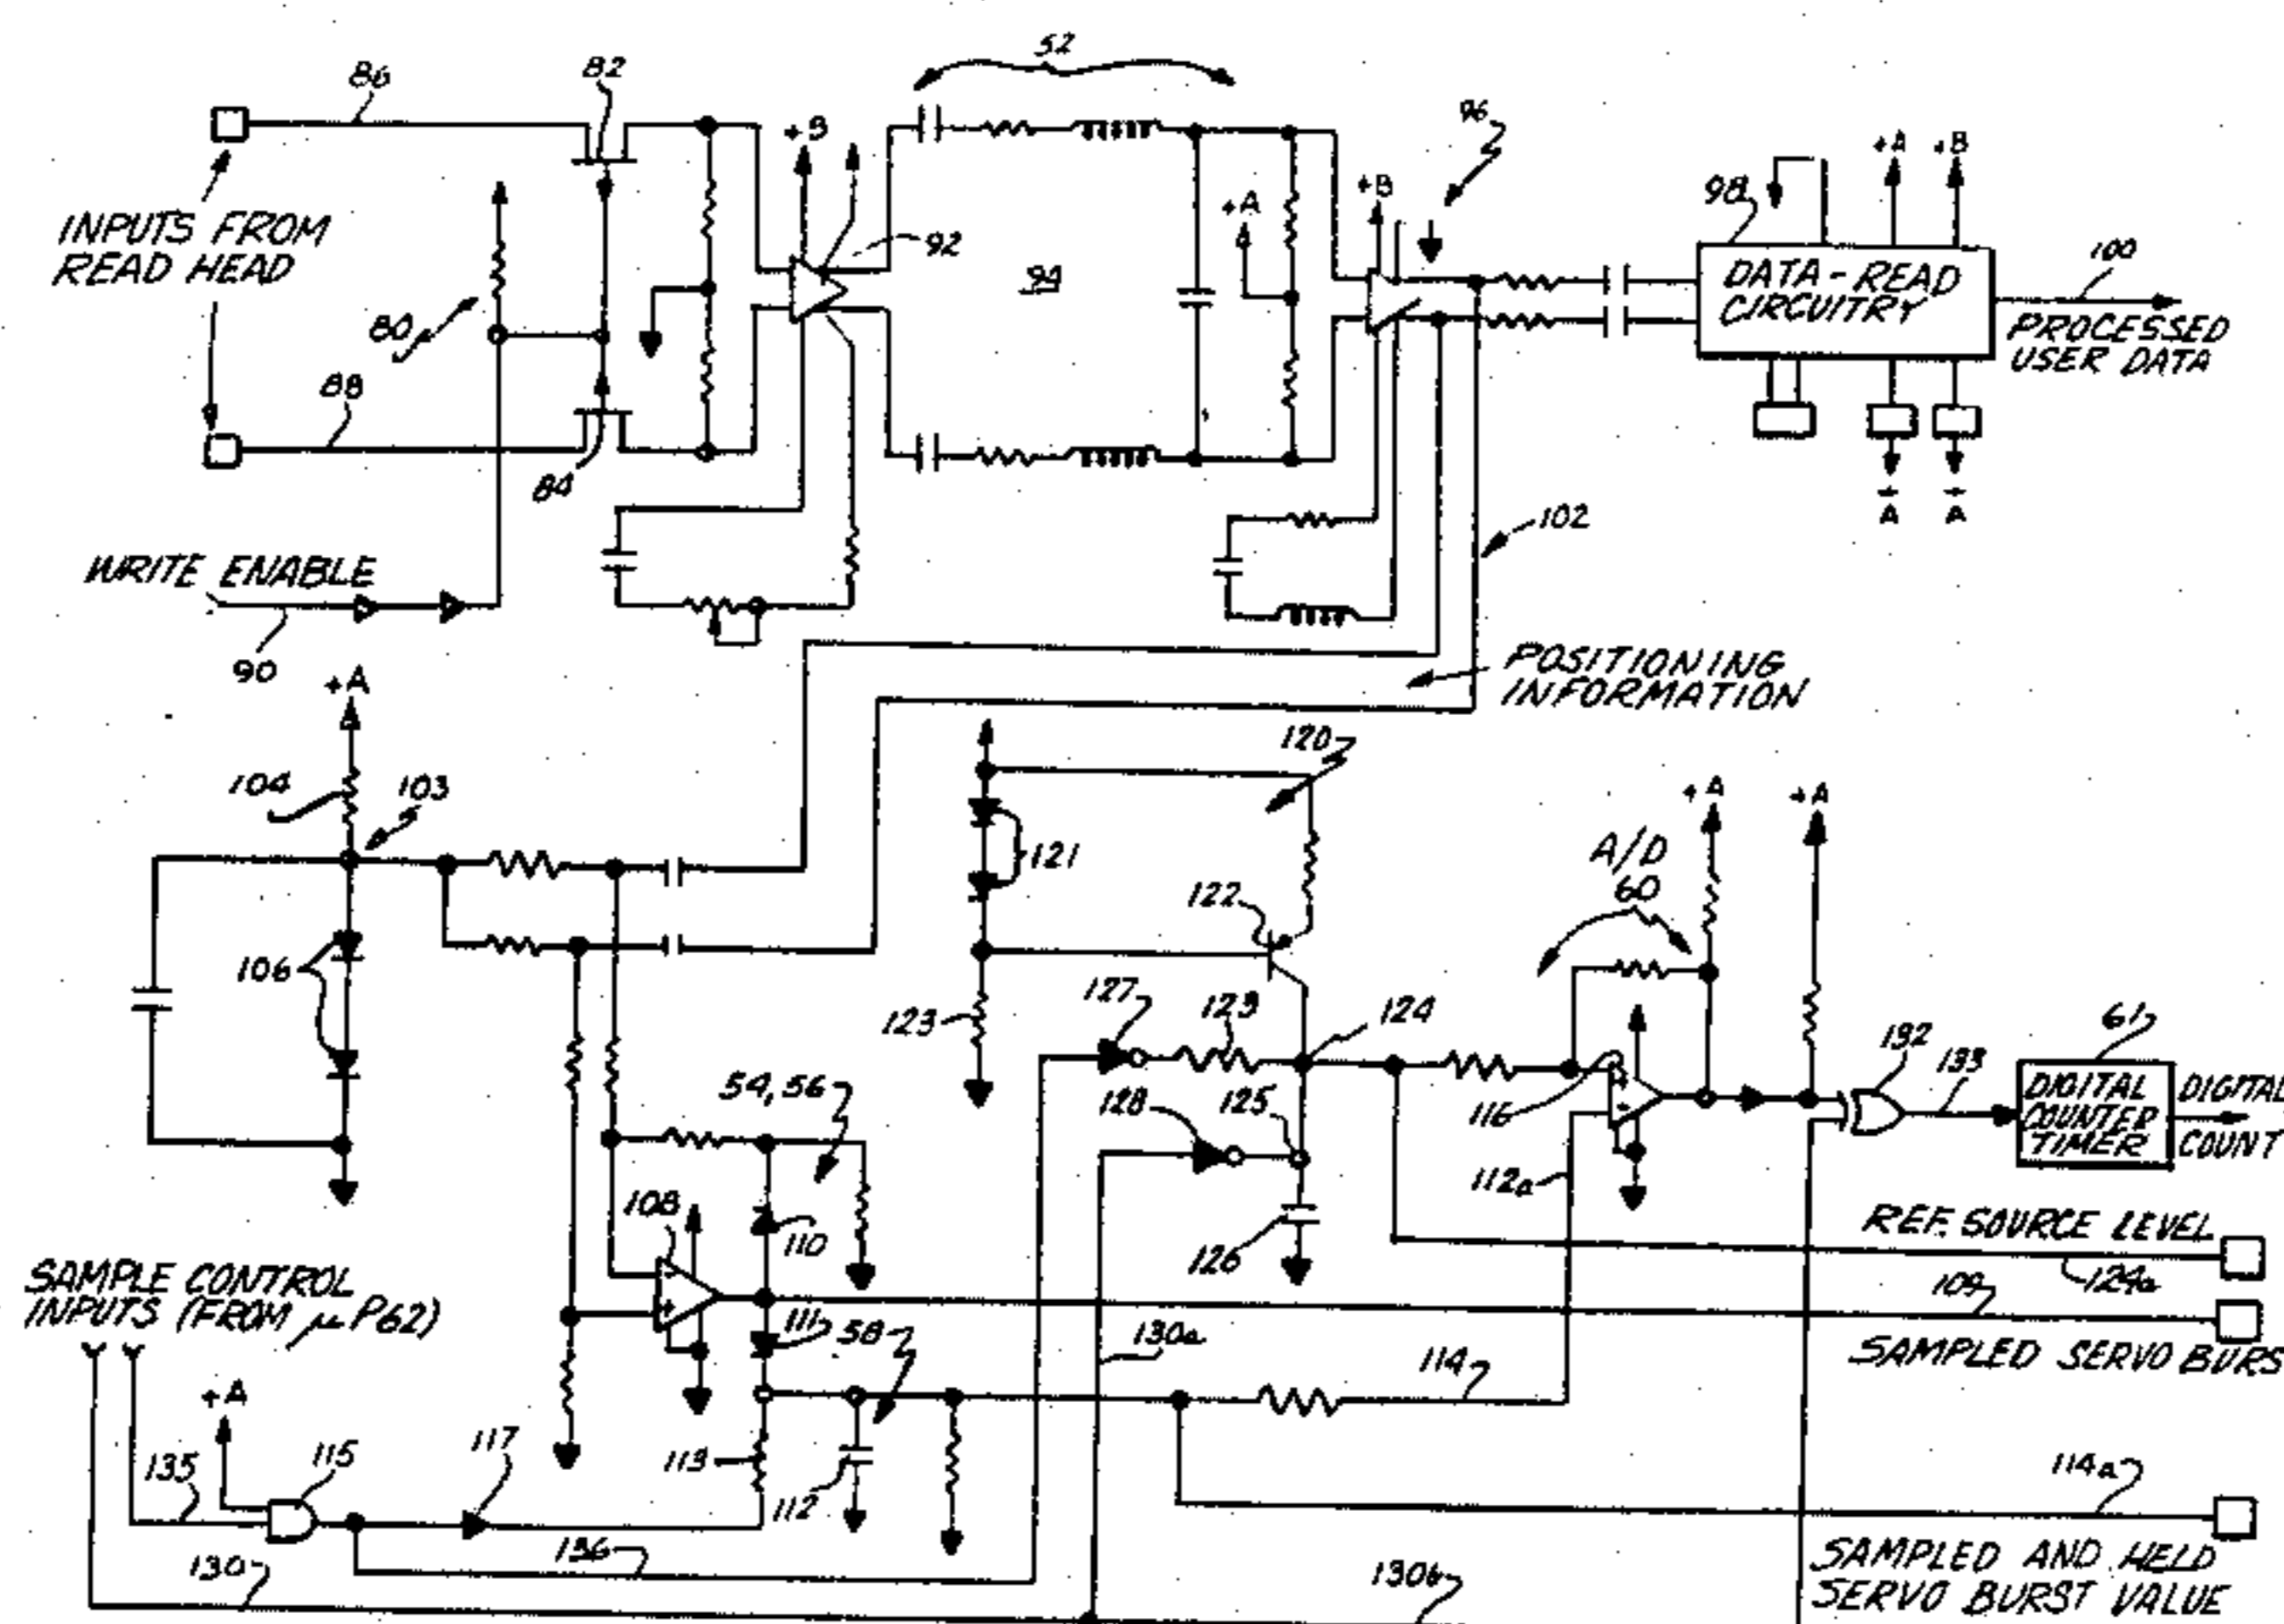 52
86
82
96
+B
+A
+B
+B
98
+A
INPUTS FROM
READ HEAD
92
94
DATA-READ
CIRCUITRY
100
PROCESSED
USER DATA
80
88
84
102
A
A
WRITE ENABLE
90
POSITIONING
INFORMATION
+A
104
103
120
+A
+A
A/D
60
121
122
106
123
127
129
124
132
61
133
DIGITAL
COUNTER
TIMER
DIGITAL
COUNT
54, 56
128
125
116
112a
108
110
126
REF. SOURCE LEVEL
124a
109
SAMPLE CONTROL
INPUTS (FROM µP62)
111
58
130a
114
SAMPLED SERVO BURS
+A
135
115
117
113
112
114a
136
130
130b
SAMPLED AND HELD
SERVO BURST VALUE